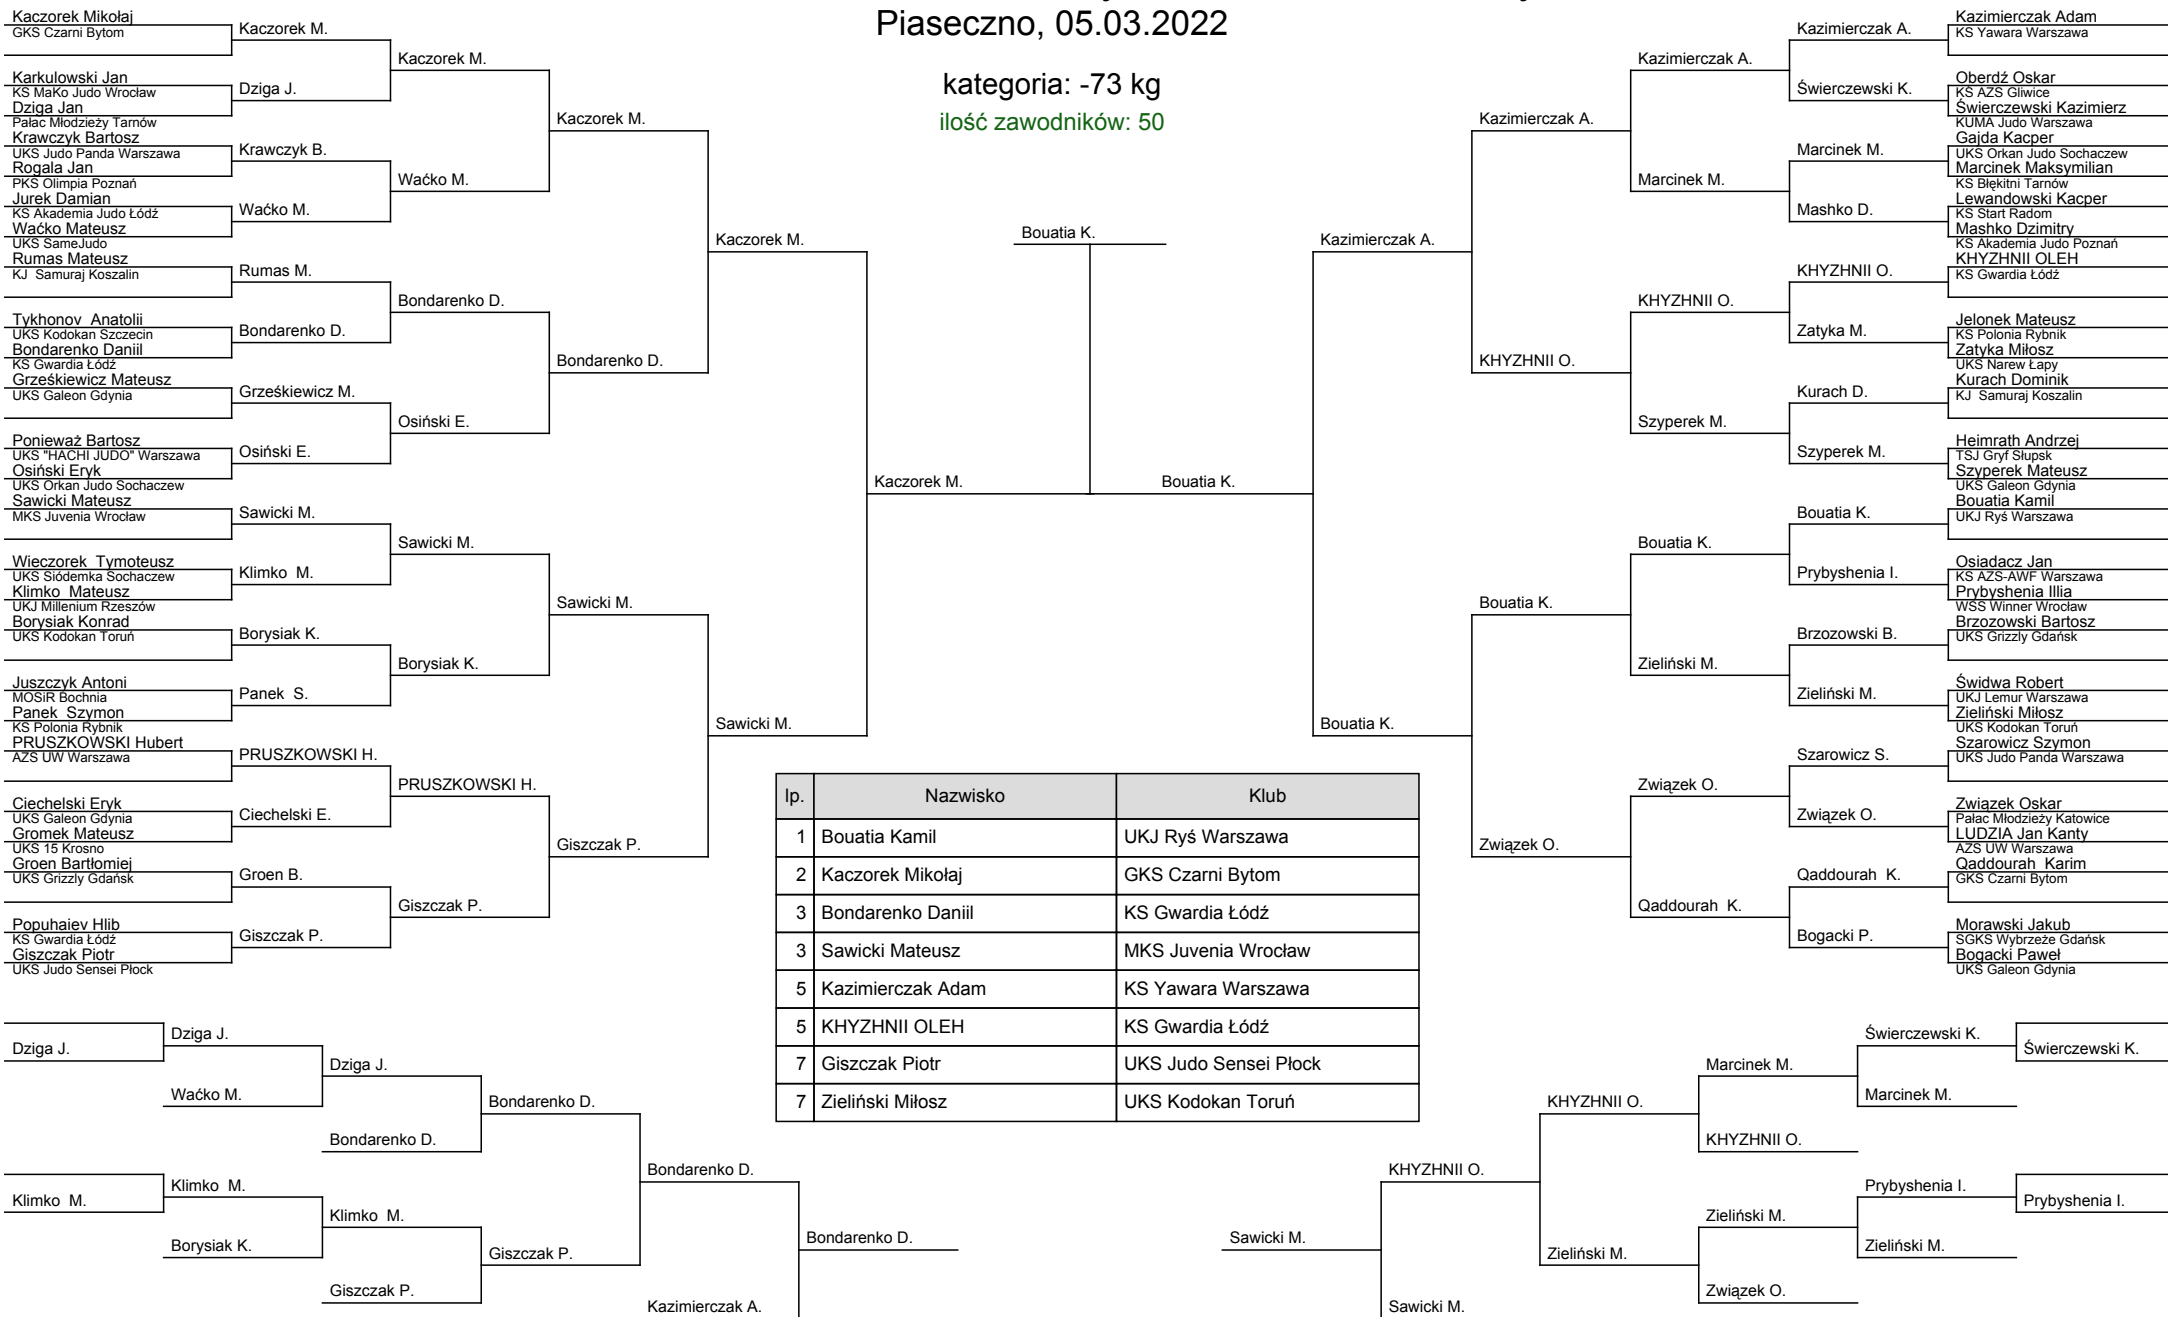 Piaseczno, 05.03.2022
kategoria: -73 kg
ilość zawodników: 50
Kaczorek Mikołaj
GKS Czarni Bytom
Karkulowski Jan
KS MaKo Judo Wrocław
Dziga Jan
Pałac Młodzieży Tarnów
Krawczyk Bartosz
UKS Judo Panda Warszawa
Rogala Jan
PKS Olimpia Poznań
Jurek Damian
KS Akademia Judo Łódź
Waćko Mateusz
UKS SameJudo
Rumas Mateusz
KJ Samuraj Koszalin
Tykhonov Anatolii
UKS Kodokan Szczecin
Bondarenko Daniil
KS Gwardia Łódź
Grześkiewicz Mateusz
UKS Galeon Gdynia
Ponieważ Bartosz
UKS "HACHI JUDO" Warszawa
Osiński Eryk
UKS Orkan Judo Sochaczew
Sawicki Mateusz
MKS Juvenia Wrocław
Wieczorek Tymoteusz
UKS Siódemka Sochaczew
Klimko Mateusz
UKJ Millenium Rzeszów
Borysiak Konrad
UKS Kodokan Toruń
Juszczyk Antoni
MOSiR Bochnia
Panek Szymon
KS Polonia Rybnik
PRUSZKOWSKI Hubert
AZS UW Warszawa
Ciechelski Eryk
UKS Galeon Gdynia
Gromek Mateusz
UKS 15 Krosno
Groen Bartłomiej
UKS Grizzly Gdańsk
Popuhaiev Hlib
KS Gwardia Łódź
Giszczak Piotr
UKS Judo Sensei Płock
Kaczorek M.
Dziga J.
Krawczyk B.
Waćko M.
Rumas M.
Bondarenko D.
Grześkiewicz M.
Osiński E.
Sawicki M.
Klimko M.
Borysiak K.
Panek S.
PRUSZKOWSKI H.
Ciechelski E.
Groen B.
Giszczak P.
Kaczorek M.
Waćko M.
Bondarenko D.
Osiński E.
Sawicki M.
Borysiak K.
PRUSZKOWSKI H.
Giszczak P.
Kaczorek M.
Bondarenko D.
Sawicki M.
Giszczak P.
Kaczorek M.
Sawicki M.
Kaczorek M.
Bouatia K.
Bouatia K.
Kazimierczak A.
Bouatia K.
Kazimierczak A.
KHYZHNII O.
Bouatia K.
Związek O.
Kazimierczak A.
Marcinek M.
KHYZHNII O.
Szyperek M.
Bouatia K.
Zieliński M.
Związek O.
Qaddourah K.
Kazimierczak A.
Świerczewski K.
Marcinek M.
Mashko D.
KHYZHNII O.
Zatyka M.
Kurach D.
Szyperek M.
Bouatia K.
Prybyshenia I.
Brzozowski B.
Zieliński M.
Szarowicz S.
Związek O.
Qaddourah K.
Bogacki P.
Kazimierczak Adam
KS Yawara Warszawa
Oberdź Oskar
KS AZS Gliwice
Świerczewski Kazimierz
KUMA Judo Warszawa
Gajda Kacper
UKS Orkan Judo Sochaczew
Marcinek Maksymilian
KS Błękitni Tarnów
Lewandowski Kacper
KS Start Radom
Mashko Dzimitry
KS Akademia Judo Poznań
KHYZHNII OLEH
KS Gwardia Łódź
Jelonek Mateusz
KS Polonia Rybnik
Zatyka Miłosz
UKS Narew Łapy
Kurach Dominik
KJ Samuraj Koszalin
Heimrath Andrzej
TSJ Gryf Słupsk
Szyperek Mateusz
UKS Galeon Gdynia
Bouatia Kamil
UKJ Ryś Warszawa
Osiadacz Jan
KS AZS-AWF Warszawa
Prybyshenia Illia
WSS Winner Wrocław
Brzozowski Bartosz
UKS Grizzly Gdańsk
Świdwa Robert
UKJ Lemur Warszawa
Zieliński Miłosz
UKS Kodokan Toruń
Szarowicz Szymon
UKS Judo Panda Warszawa
Związek Oskar
Pałac Młodzieży Katowice
LUDZIA Jan Kanty
AZS UW Warszawa
Qaddourah Karim
GKS Czarni Bytom
Morawski Jakub
SGKS Wybrzeże Gdańsk
Bogacki Paweł
UKS Galeon Gdynia
lp. Nazwisko Klub
1 Bouatia Kamil UKJ Ryś Warszawa
2 Kaczorek Mikołaj GKS Czarni Bytom
3 Bondarenko Daniil KS Gwardia Łódź
3 Sawicki Mateusz MKS Juvenia Wrocław
5 Kazimierczak Adam KS Yawara Warszawa
5 KHYZHNII OLEH KS Gwardia Łódź
7 Giszczak Piotr UKS Judo Sensei Płock
7 Zieliński Miłosz UKS Kodokan Toruń
Dziga J.
Klimko M.
Dziga J.
Waćko M.
Klimko M.
Borysiak K.
Dziga J.
Bondarenko D.
Klimko M.
Giszczak P.
Bondarenko D.
Giszczak P.
Bondarenko D.
Kazimierczak A.
Bondarenko D.
Sawicki M.
KHYZHNII O.
Sawicki M.
KHYZHNII O.
Zieliński M.
Marcinek M.
KHYZHNII O.
Zieliński M.
Związek O.
Świerczewski K.
Marcinek M.
Prybyshenia I.
Zieliński M.
Świerczewski K.
Prybyshenia I.